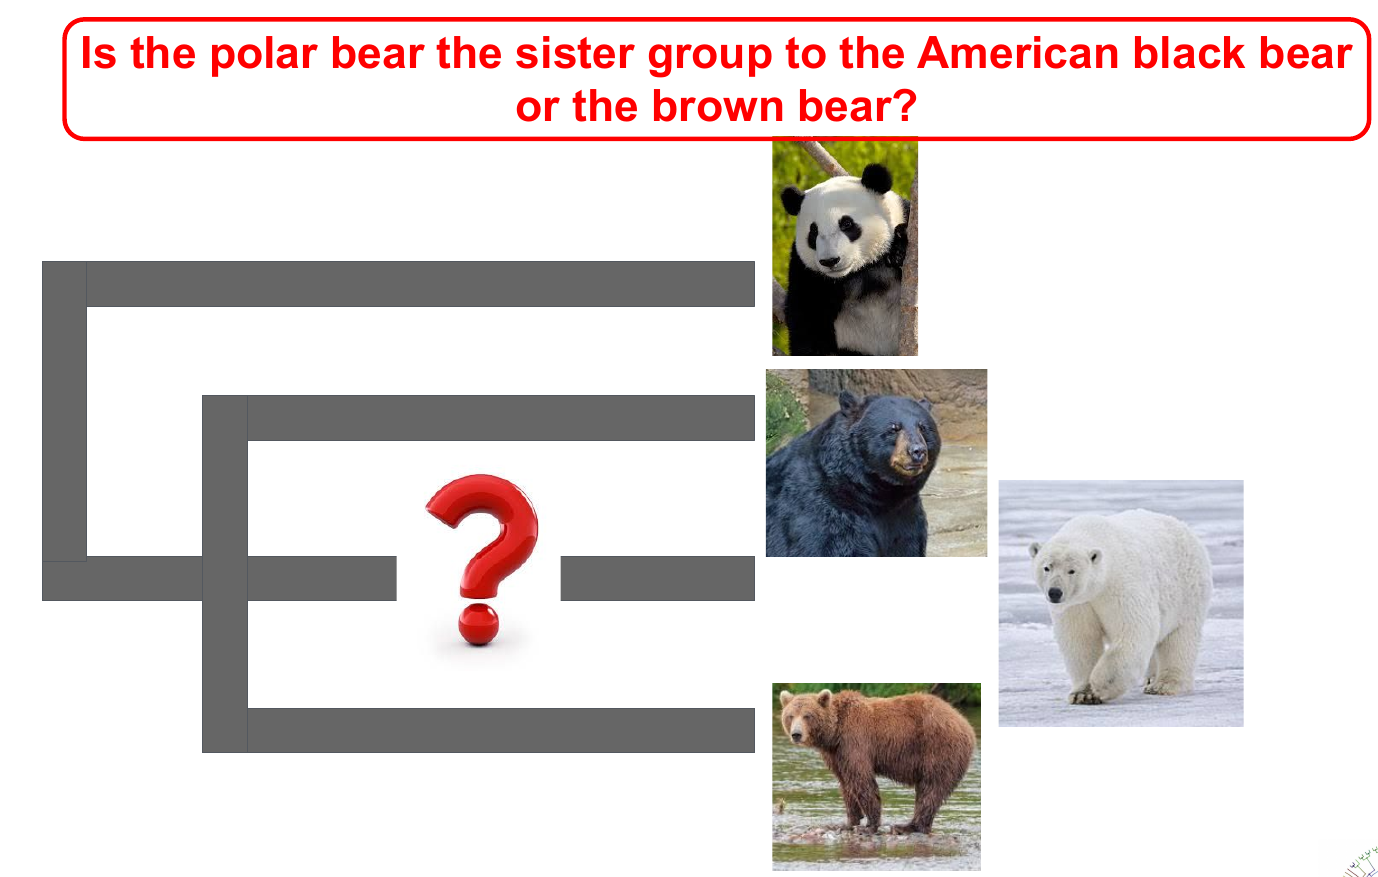 Is the polar bear the sister group to the American black bear
or the brown bear?